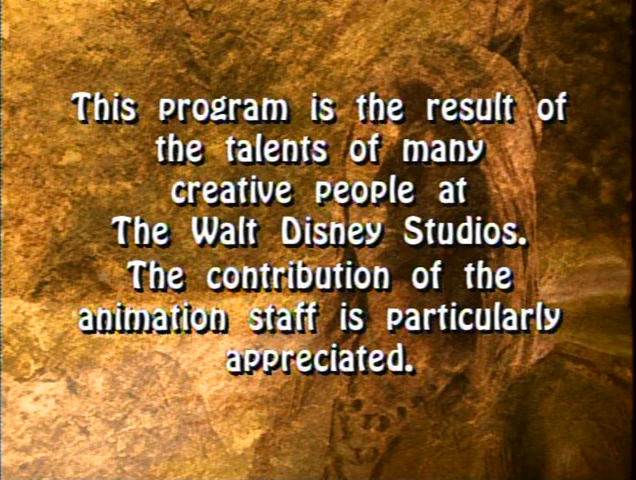 This program is the result of
the talents of many
creative people at
The Walt Disney Studios.
The contribution of the
animation staff is particularly
appreciated.